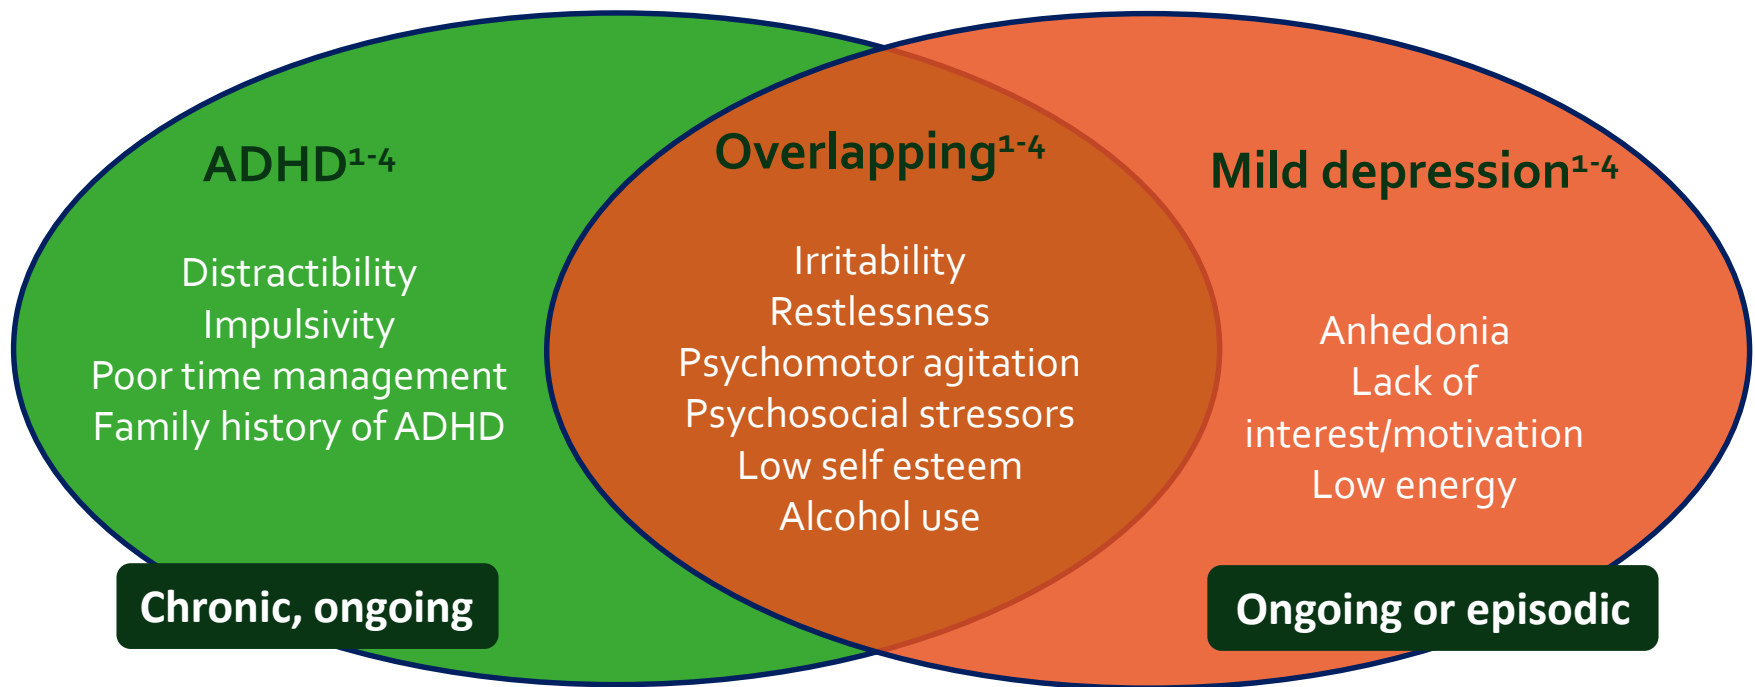 ADHD¹⁻⁴
Distractibility
Impulsivity
Poor time management
Family history of ADHD
Chronic, ongoing
Overlapping¹⁻⁴
Irritability
Restlessness
Psychomotor agitation
Psychosocial stressors
Low self esteem
Alcohol use
Mild depression¹⁻⁴
Anhedonia
Lack of
interest/motivation
Low energy
Ongoing or episodic